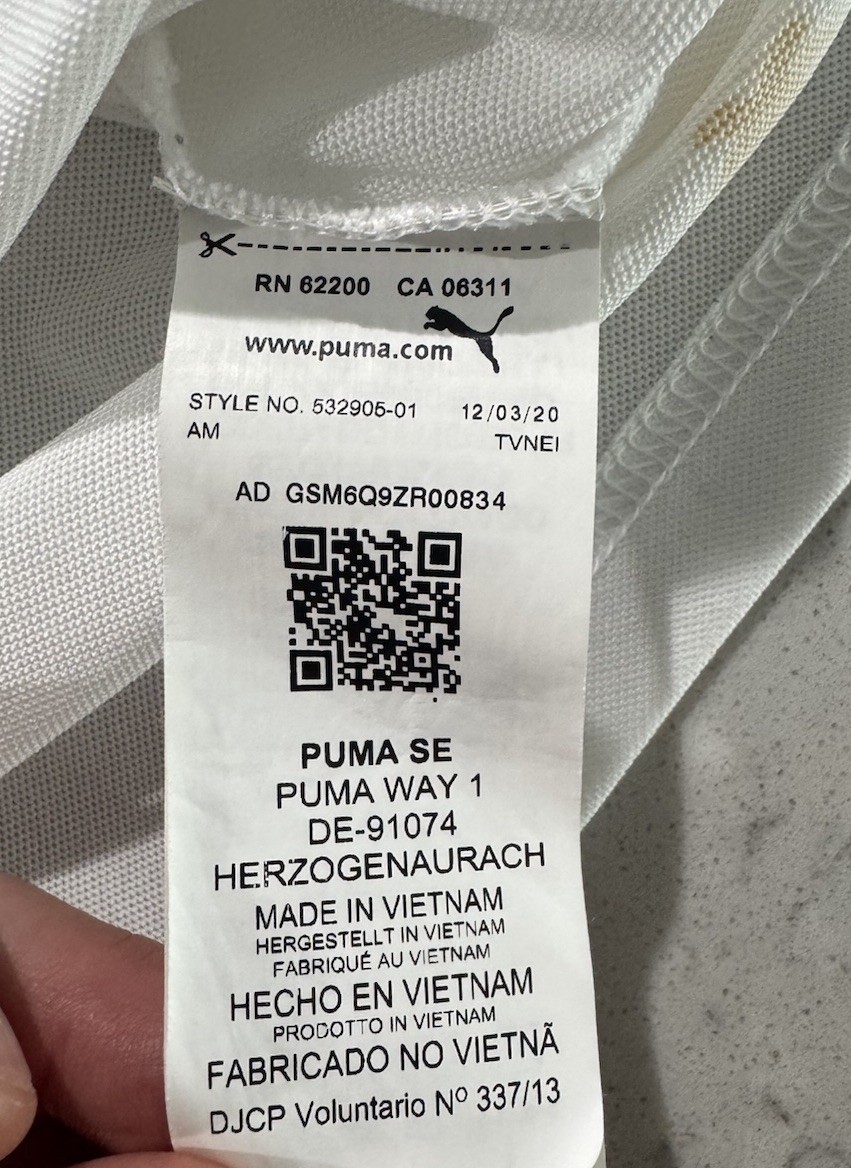 RN 62200 CA 06311
www.puma.com
STYLE NO. 532905-01 12/03/20
AM TVNEI
AD GSM6Q9ZR00834
PUMA SE
PUMA WAY 1
DE-91074
HERZOGENAURACH
MADE IN VIETNAM
HERGESTELLT IN VIETNAM
FABRIQUÉ AU VIETNAM
HECHO EN VIETNAM
PRODOTTO IN VIETNAM
FABRICADO NO VIETNÃ
DJCP Voluntario Nº 337/13